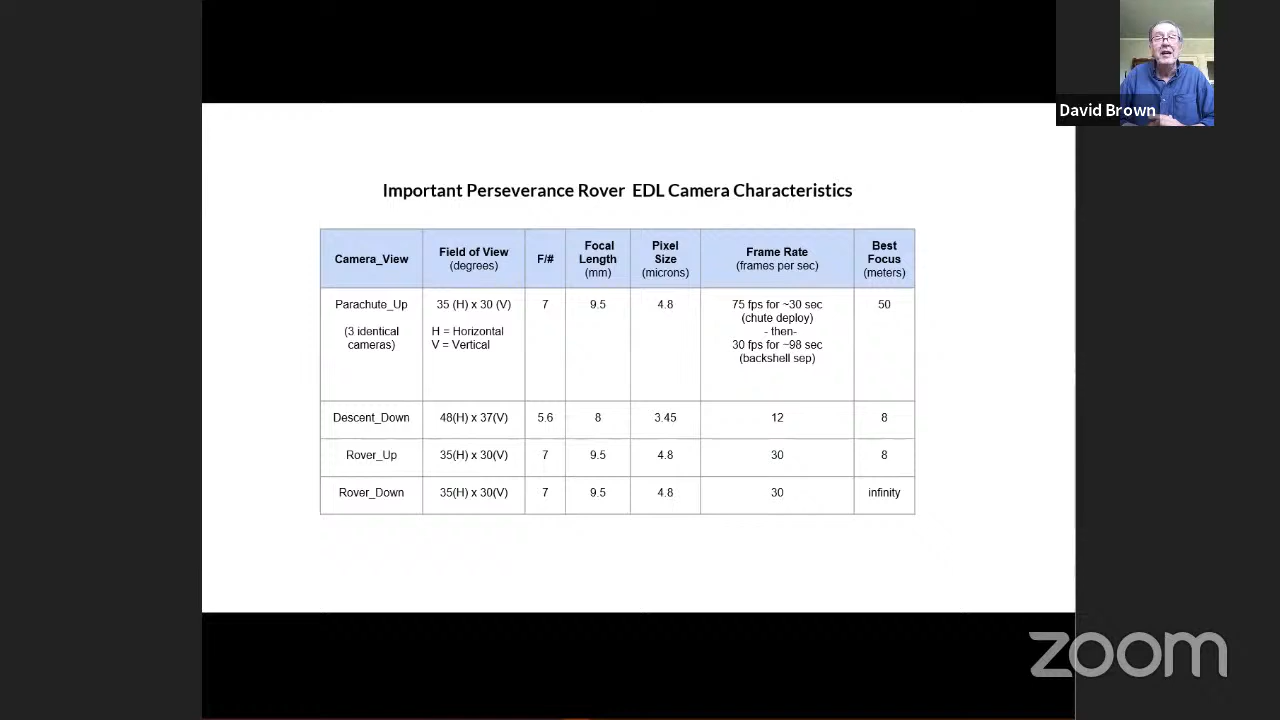 David Brown
Important Perseverance Rover EDL Camera Characteristics
Camera_View
Field of View
(degrees)
F/#
Focal
Length
(mm)
Pixel
Size
(microns)
Frame Rate
(frames per sec)
Best
Focus
(meters)
Parachute_Up
(3 identical
cameras)
35 (H) x 30 (V)
H = Horizontal
V = Vertical
7
9.5
4.8
75 fps for ~30 sec
(chute deploy)
- then-
30 fps for ~98 sec
(backshell sep)
50
Descent_Down
48(H) x 37(V)
5.6
8
3.45
12
8
Rover_Up
35(H) x 30(V)
7
9.5
4.8
30
8
Rover_Down
35(H) x 30(V)
7
9.5
4.8
30
infinity
zoom